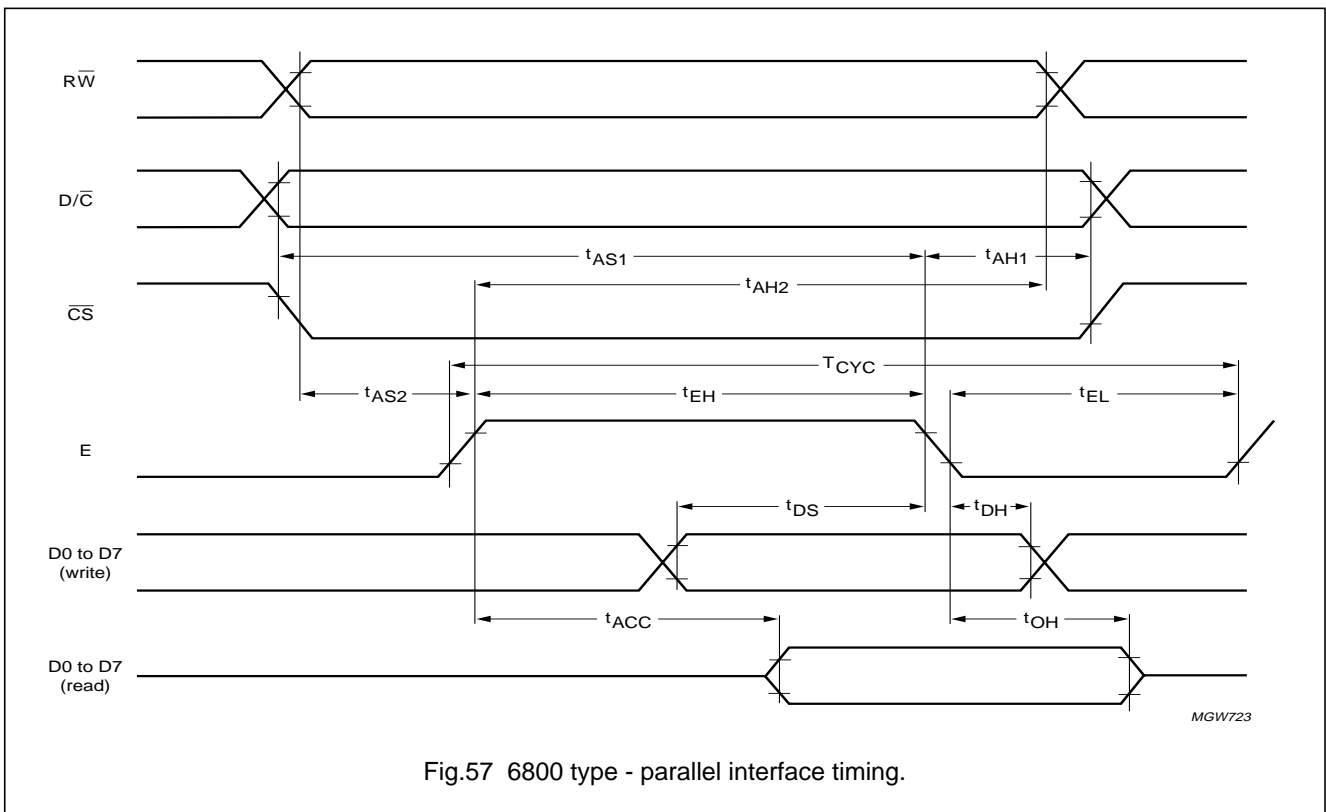 RW̅
D/C̅
tAS1
tAH1
tAH2
C̅S̅
TCYC
tAS2
tEH
tEL
E
tDS
tDH
D0 to D7
(write)
tACC
tOH
D0 to D7
(read)
MGW723
Fig.57 6800 type - parallel interface timing.